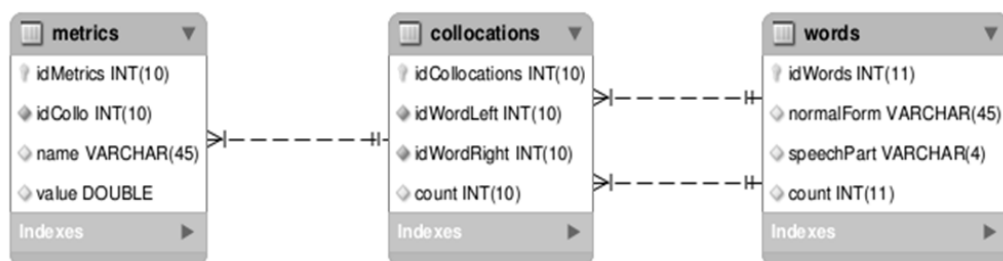 metrics
idMetrics INT(10)
idCollo INT(10)
name VARCHAR(45)
value DOUBLE
Indexes
collocations
idCollocations INT(10)
idWordLeft INT(10)
idWordRight INT(10)
count INT(10)
Indexes
words
idWords INT(11)
normalForm VARCHAR(45)
speechPart VARCHAR(4)
count INT(11)
Indexes